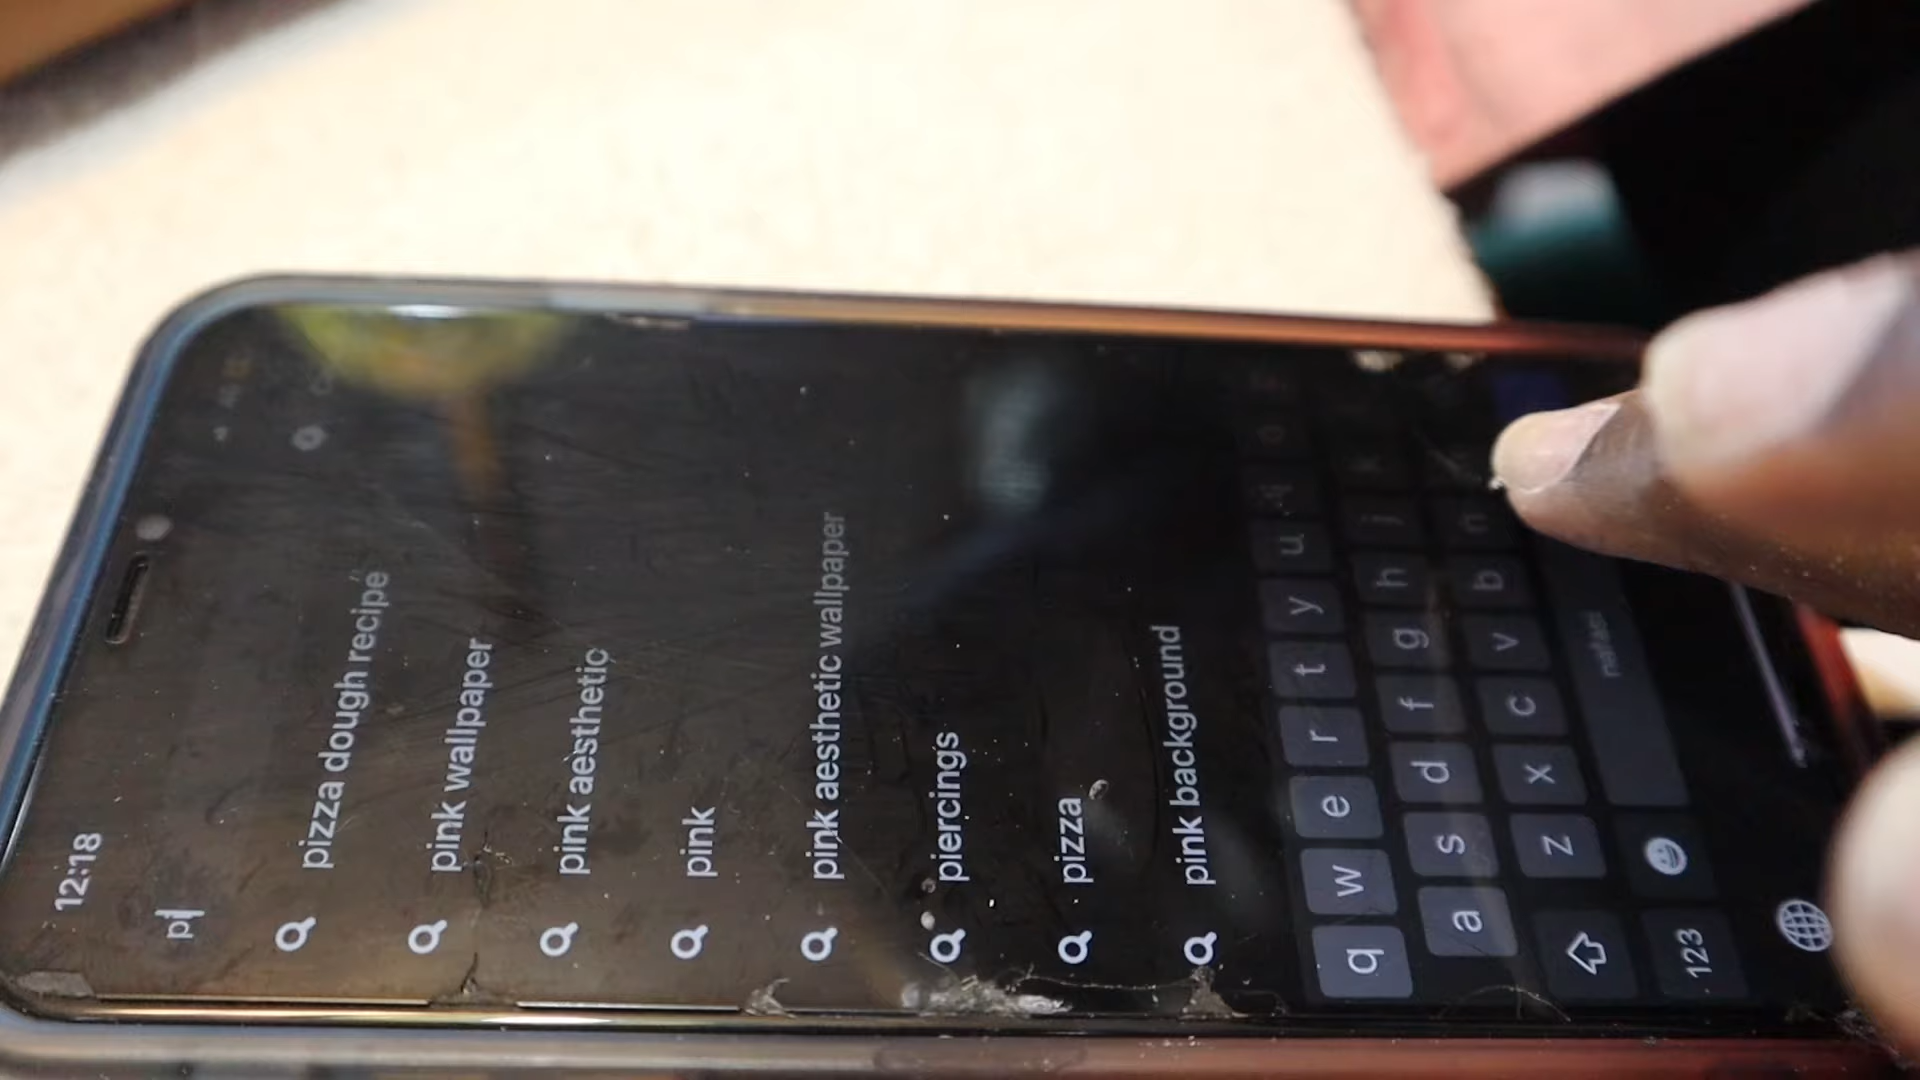 12:18
pi
pizza dough recipe
pink wallpaper
pink aesthetic
pink
pink aesthetic wallpaper
piercings
pizza
pink background
q w e r t y u i o
a s d f g h j k
z x c v b n
123